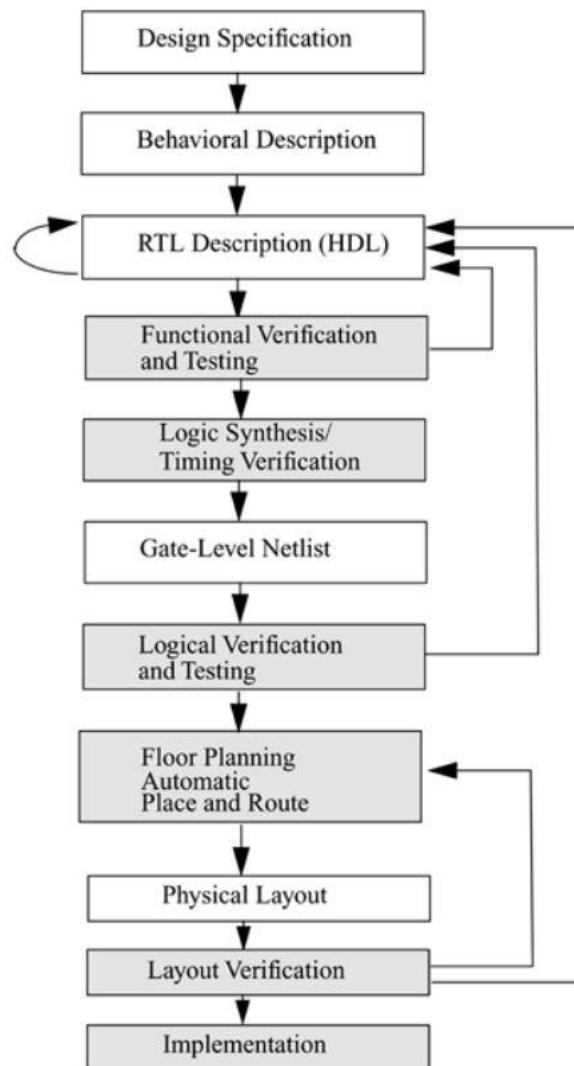 Design Specification
Behavioral Description
RTL Description (HDL)
Functional Verification
and Testing
Logic Synthesis/
Timing Verification
Gate-Level Netlist
Logical Verification
and Testing
Floor Planning
Automatic
Place and Route
Physical Layout
Layout Verification
Implementation